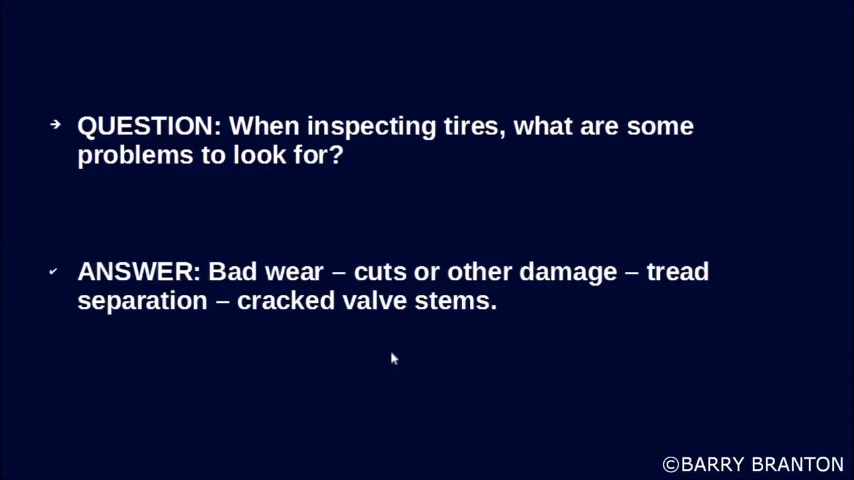 QUESTION: When inspecting tires, what are some
problems to look for?
ANSWER: Bad wear – cuts or other damage – tread
separation – cracked valve stems.
©BARRY BRANTON